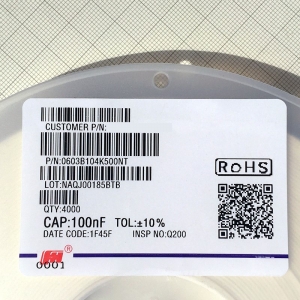 CUSTOMER P/N:
P/N:0603B104K500NT
RoHS
LOT:NAQJ00185BTB
QTY:4000
CAP:100nF TOL:±10%
DATE CODE:1F45F INSP NO:Q200
0001